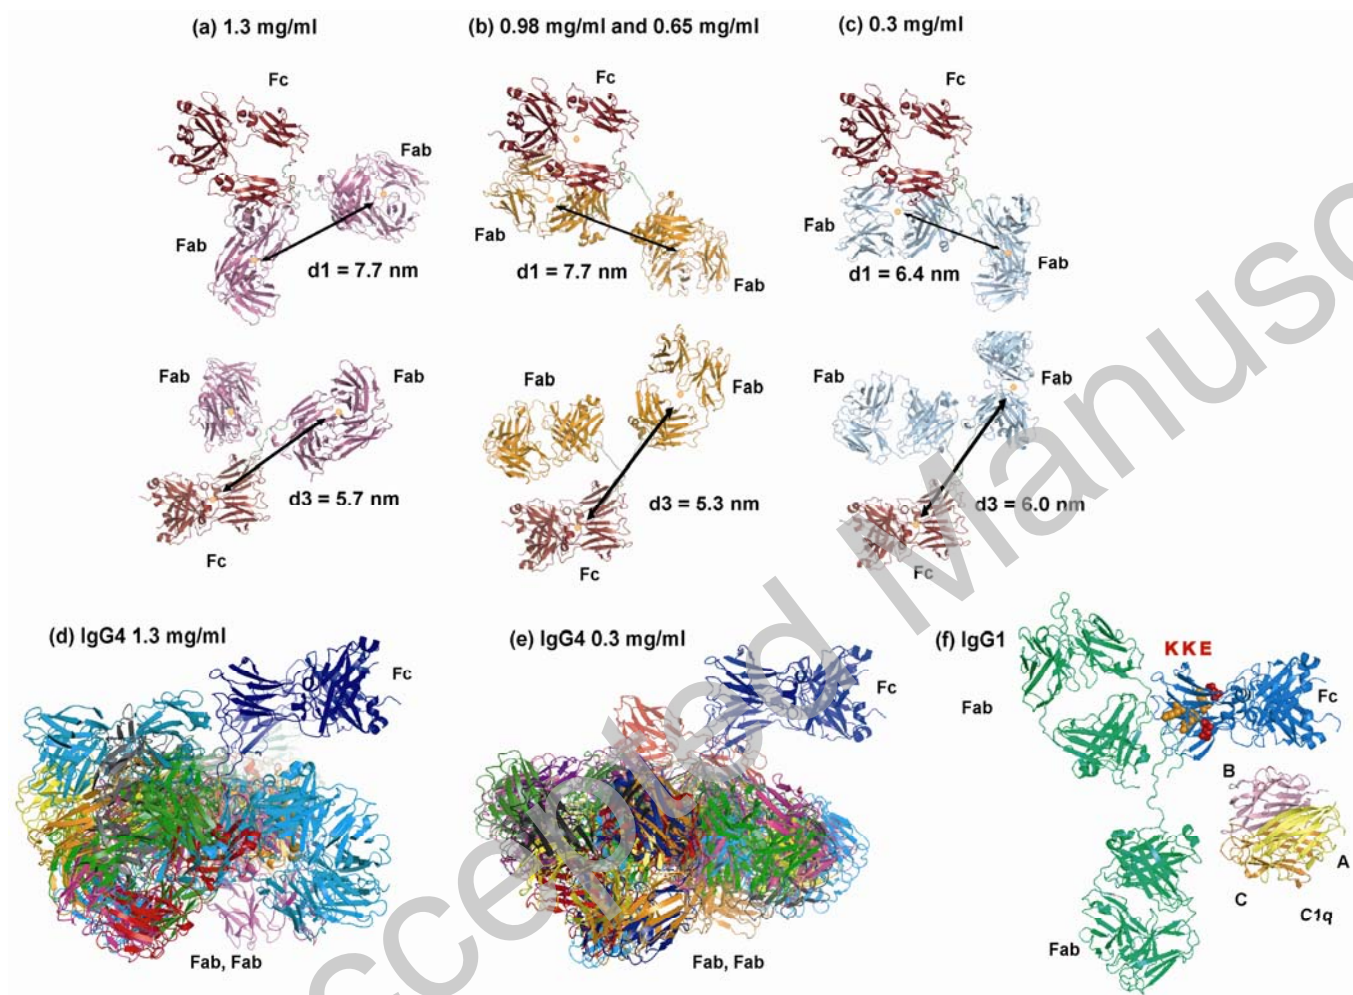 (a) 1.3 mg/ml
(b) 0.98 mg/ml and 0.65 mg/ml
(c) 0.3 mg/ml
Fc
Fc
Fab
Fab
d1 = 7.7 nm
Fab
d1 = 7.7 nm
Fab
Fab
d1 = 6.4 nm
Fab
Fab
Fab
d3 = 5.7 nm
Fc
Fab
Fab
d3 = 5.3 nm
Fc
Fab
Fab
d3 = 6.0 nm
Fc
(d) IgG4 1.3 mg/ml
Fc
Fab, Fab
(e) IgG4 0.3 mg/ml
Fc
Fab, Fab
(f) IgG1
KKE
Fab
Fc
B
A
C
C1q
Fab
ccepted Manusc